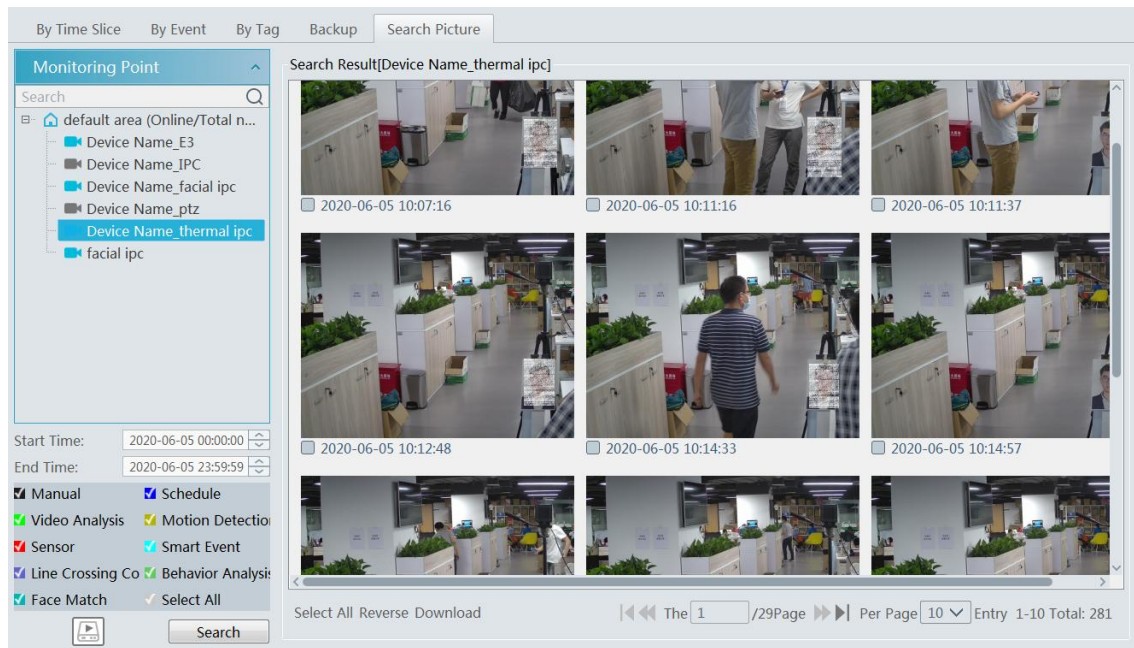 By Time Slice By Event By Tag Backup Search Picture
Monitoring Point
Search
default area (Online/Total n...
Device Name_E3
Device Name_IPC
Device Name_facial ipc
Device Name_ptz
Device Name_thermal ipc
facial ipc
Start Time: 2020-06-05 00:00:00
End Time: 2020-06-05 23:59:59
Manual Schedule
Video Analysis Motion Detectio
Sensor Smart Event
Line Crossing Co Behavior Analysi
Face Match Select All
Search
Search Result[Device Name_thermal ipc]
2020-06-05 10:07:16 2020-06-05 10:11:16 2020-06-05 10:11:37
2020-06-05 10:12:48 2020-06-05 10:14:33 2020-06-05 10:14:57
Select All Reverse Download The 1 /29Page Per Page 10 Entry 1-10 Total: 281